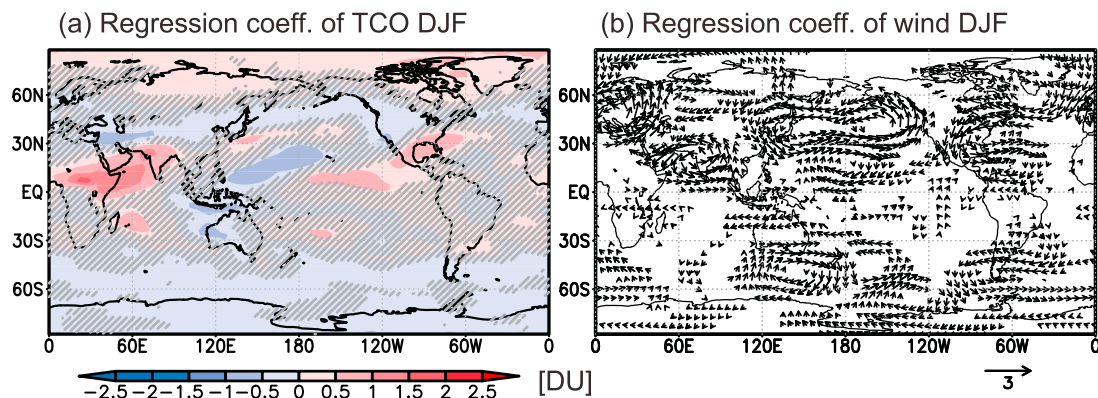 (a) Regression coeff. of TCO DJF
(b) Regression coeff. of wind DJF
60N
30N
EQ
30S
60S
0 60E 120E 180 120W 60W 0
60N
30N
EQ
30S
60S
0 60E 120E 180 120W 60W 0
−2.5 −2 −1.5 −1 −0.5 0 0.5 1 1.5 2 2.5
[DU]
3